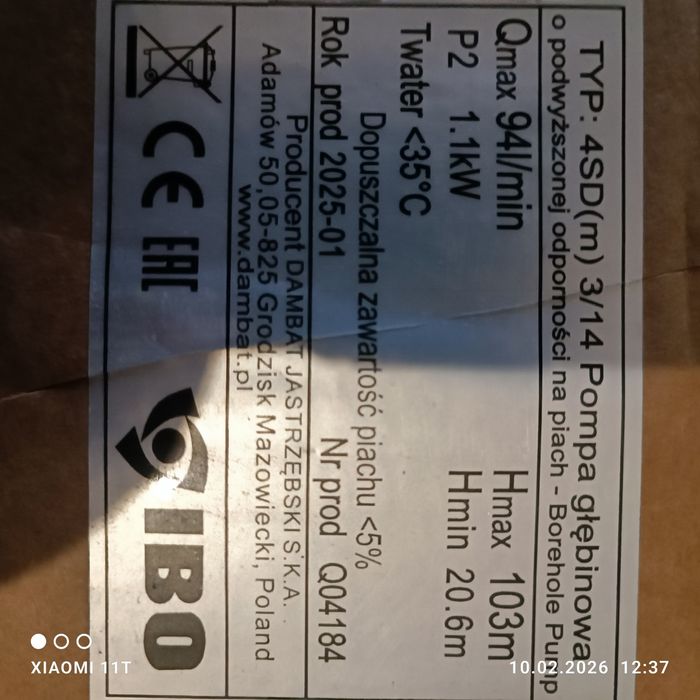 TYP: 4SD(m) 3/14 Pompa głębinowa
o podwyższonej odporności na piach - Borehole Pump
Qmax 94l/min Hmax 103m
P2 1.1kW Hmin 20.6m
Twater <35°C
Dopuszczalna zawartość piachu <5%
Rok prod 2025-01 Nr prod Q04184
Producent DAMBAT JASTRZĘBSKI S.K.A.
Adamów 50, 05-825 Grodzisk Mazowiecki, Poland
www.dambat.pl
CE EAC IBO
XIAOMI 11T
10.02.2026 12:37